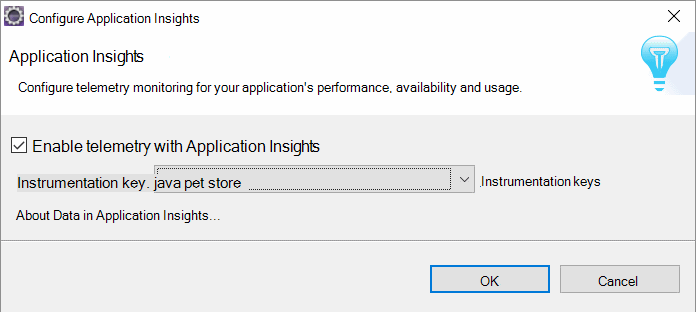 Configure Application Insights
Application Insights
Configure telemetry monitoring for your application's performance, availability and usage.
Enable telemetry with Application Insights
Instrumentation key. java pet store Instrumentation keys
About Data in Application Insights...
OK Cancel